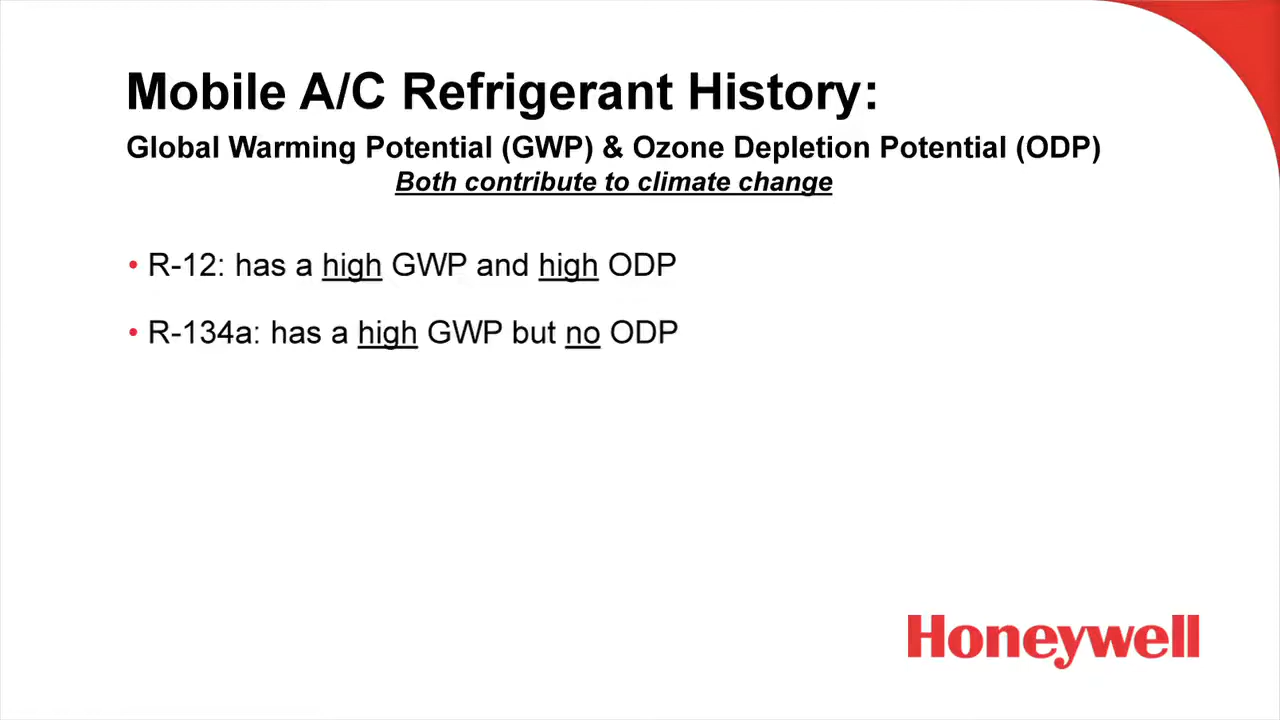 Mobile A/C Refrigerant History:
Global Warming Potential (GWP) & Ozone Depletion Potential (ODP)
Both contribute to climate change
• R-12: has a high GWP and high ODP
• R-134a: has a high GWP but no ODP
Honeywell